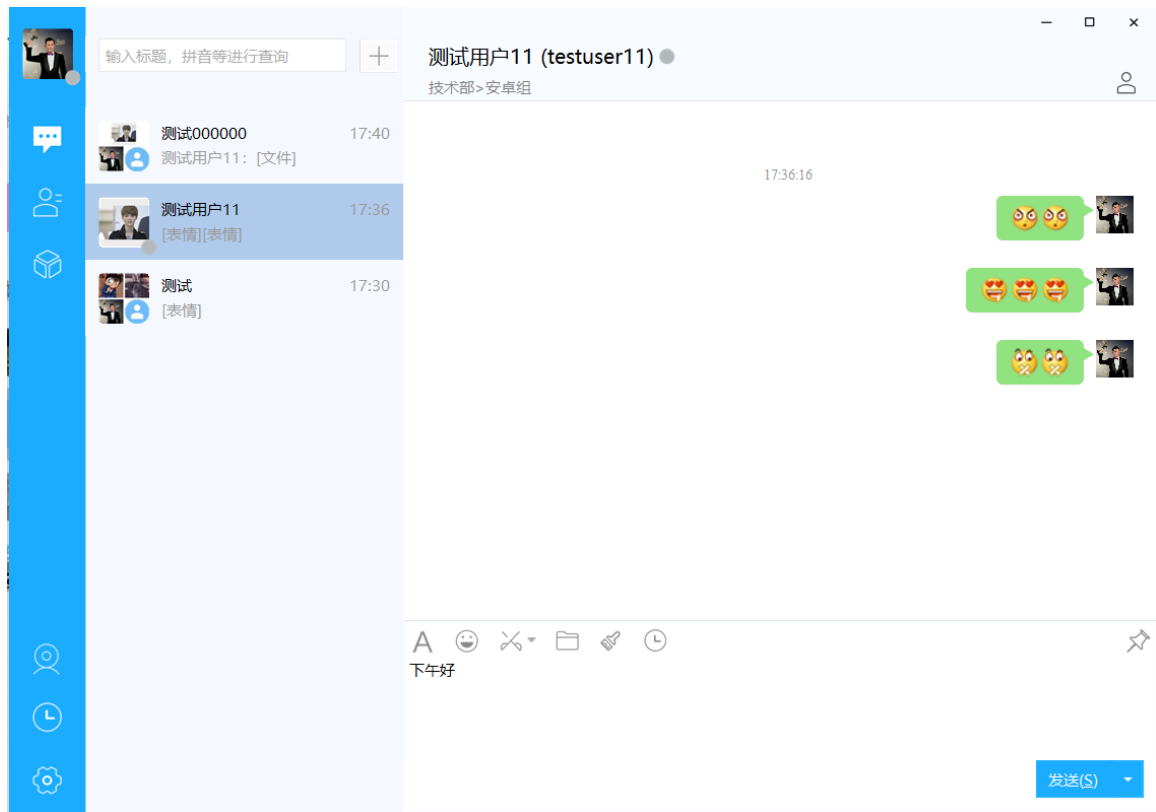 输入标题，拼音等进行查询
测试000000
17:40
测试用户11：[文件]
测试用户11
17:36
[表情][表情]
测试
17:30
[表情]
测试用户11 (testuser11)
技术部>安卓组
17:36:16
A
下午好
发送(S)